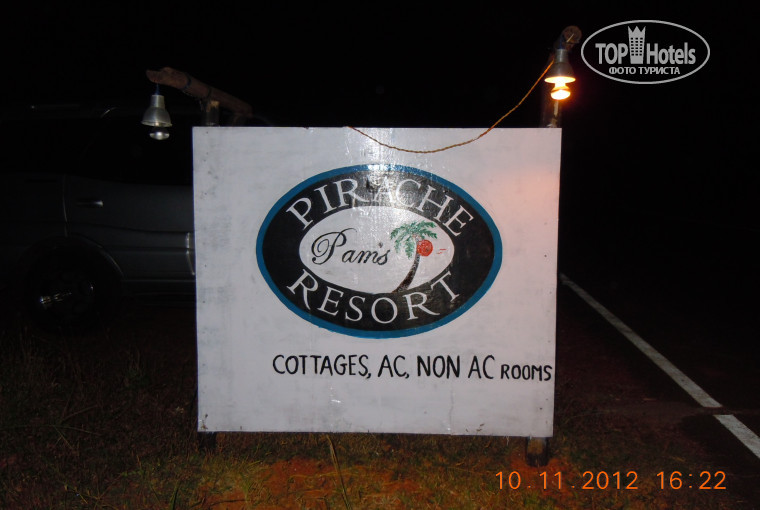 TOP Hotels
ФОТО ТУРИСТА
PIRACHE
Pam's
RESORT
COTTAGES, AC, NON AC ROOMS
10.11.2012 16:22